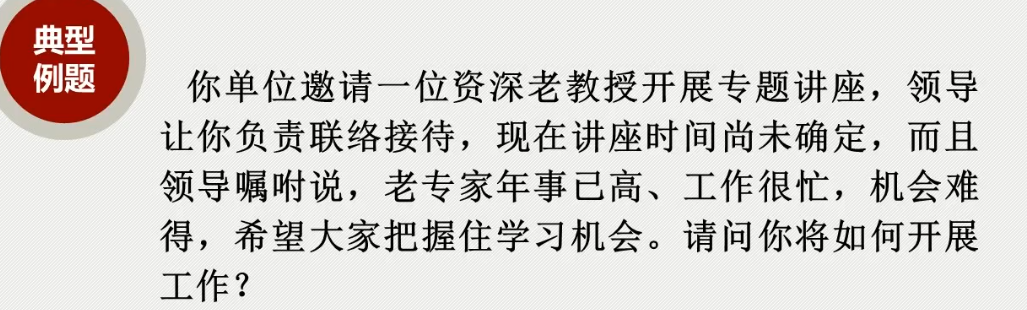 典型
例题
你单位邀请一位资深老教授开展专题讲座，领导
让你负责联络接待，现在讲座时间尚未确定，而且
领导嘱咐说，老专家年事已高、工作很忙，机会难
得，希望大家把握住学习机会。请问你将如何开展
工作？